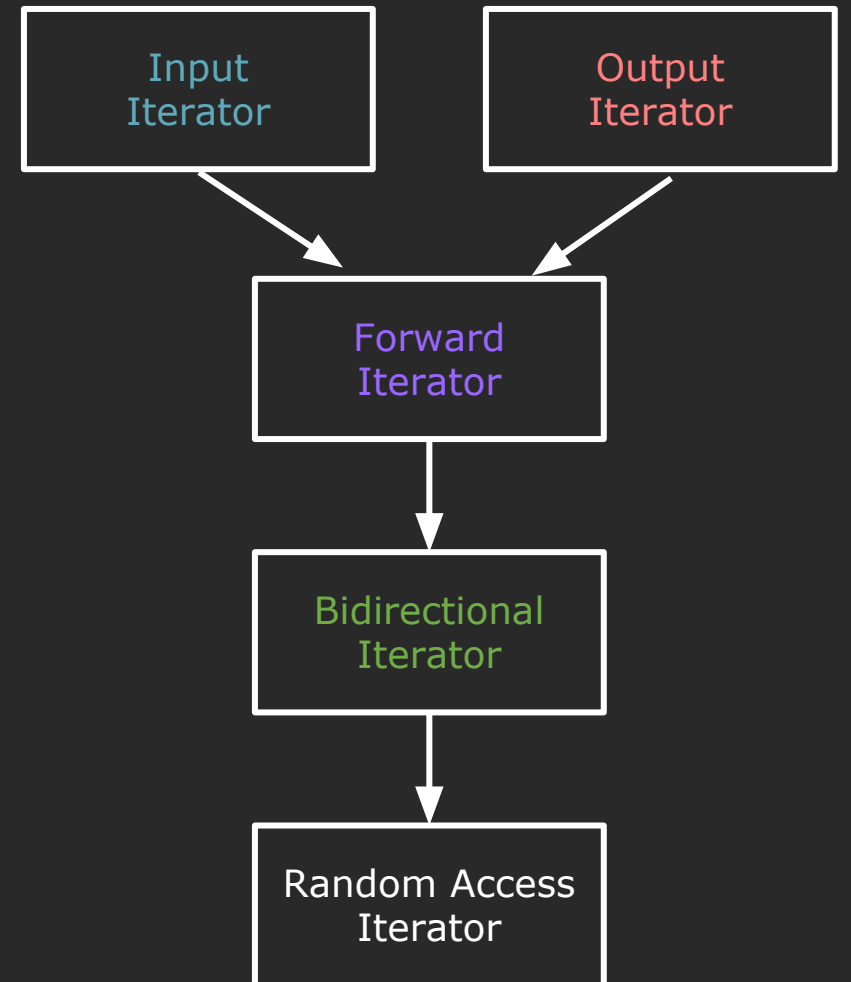 Input
Iterator
Output
Iterator
Forward
Iterator
Bidirectional
Iterator
Random Access
Iterator